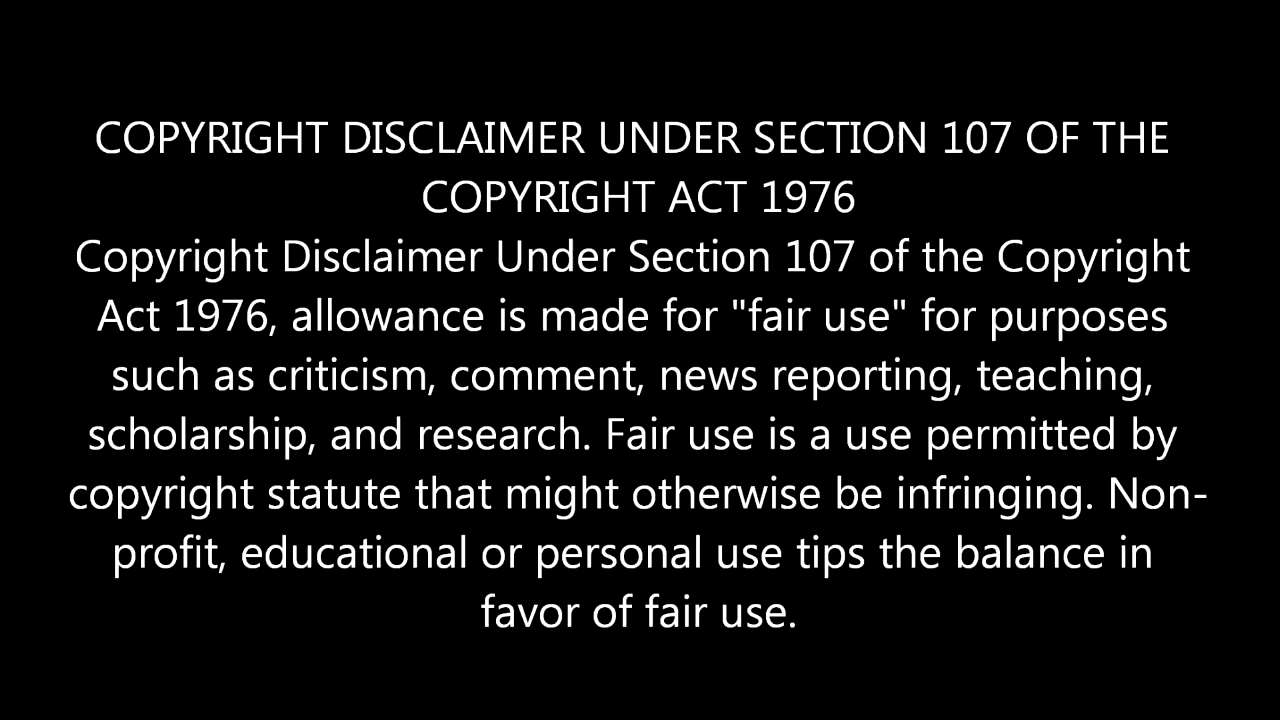 COPYRIGHT DISCLAIMER UNDER SECTION 107 OF THE
COPYRIGHT ACT 1976
Copyright Disclaimer Under Section 107 of the Copyright
Act 1976, allowance is made for "fair use" for purposes
such as criticism, comment, news reporting, teaching,
scholarship, and research. Fair use is a use permitted by
copyright statute that might otherwise be infringing. Non-
profit, educational or personal use tips the balance in
favor of fair use.